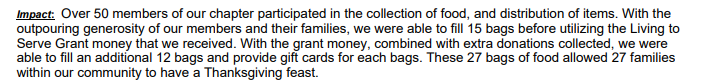 Impact: Over 50 members of our chapter participated in the collection of food, and distribution of items. With the
outpouring generosity of our members and their families, we were able to fill 15 bags before utilizing the Living to
Serve Grant money that we received. With the grant money, combined with extra donations collected, we were
able to fill an additional 12 bags and provide gift cards for each bags. These 27 bags of food allowed 27 families
within our community to have a Thanksgiving feast.